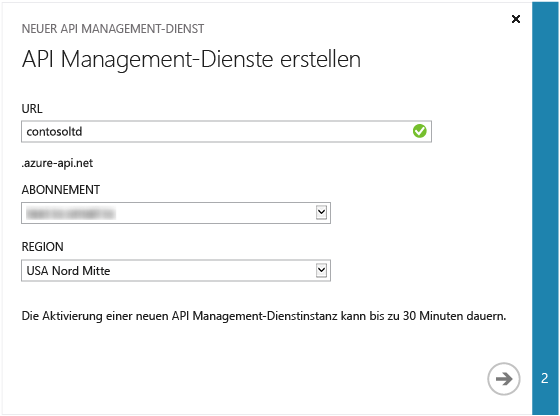 NEUER API MANAGEMENT-DIENST
API Management-Dienste erstellen
URL
contosoltd
.azure-api.net
ABONNEMENT
REGION
USA Nord Mitte
Die Aktivierung einer neuen API Management-Dienstinstanz kann bis zu 30 Minuten dauern.
2